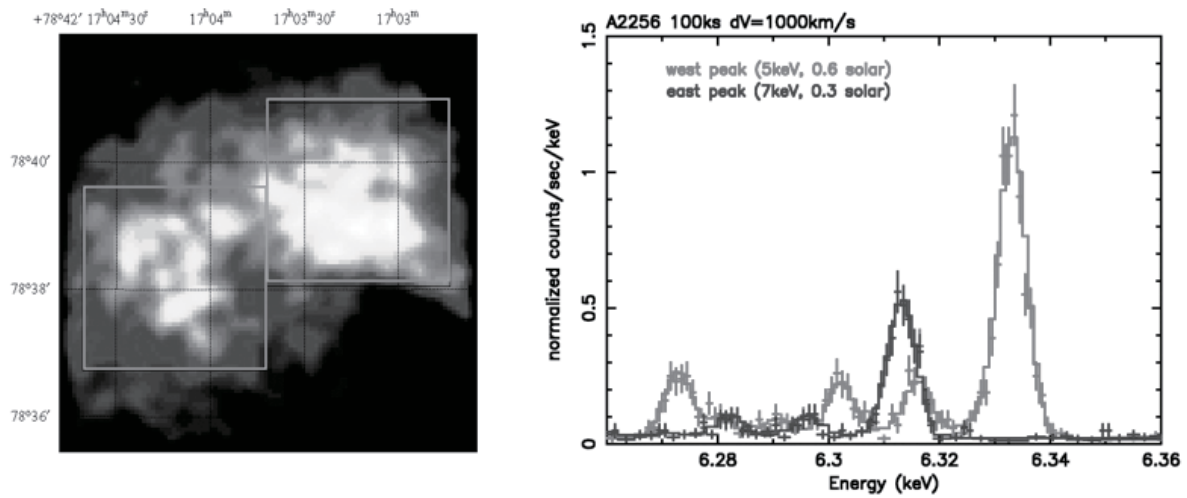 +78°42′ 17ʰ04ᵐ30ˢ 17ʰ04ᵐ 17ʰ03ᵐ30ˢ 17ʰ03ᵐ
78°40′
78°38′
78°36′
A2256 100ks dV=1000km/s
west peak (5keV, 0.6 solar)
east peak (7keV, 0.3 solar)
normalized counts/sec/keV
1.5
1
0.5
0
6.28 6.3 6.32 6.34 6.36
Energy (keV)